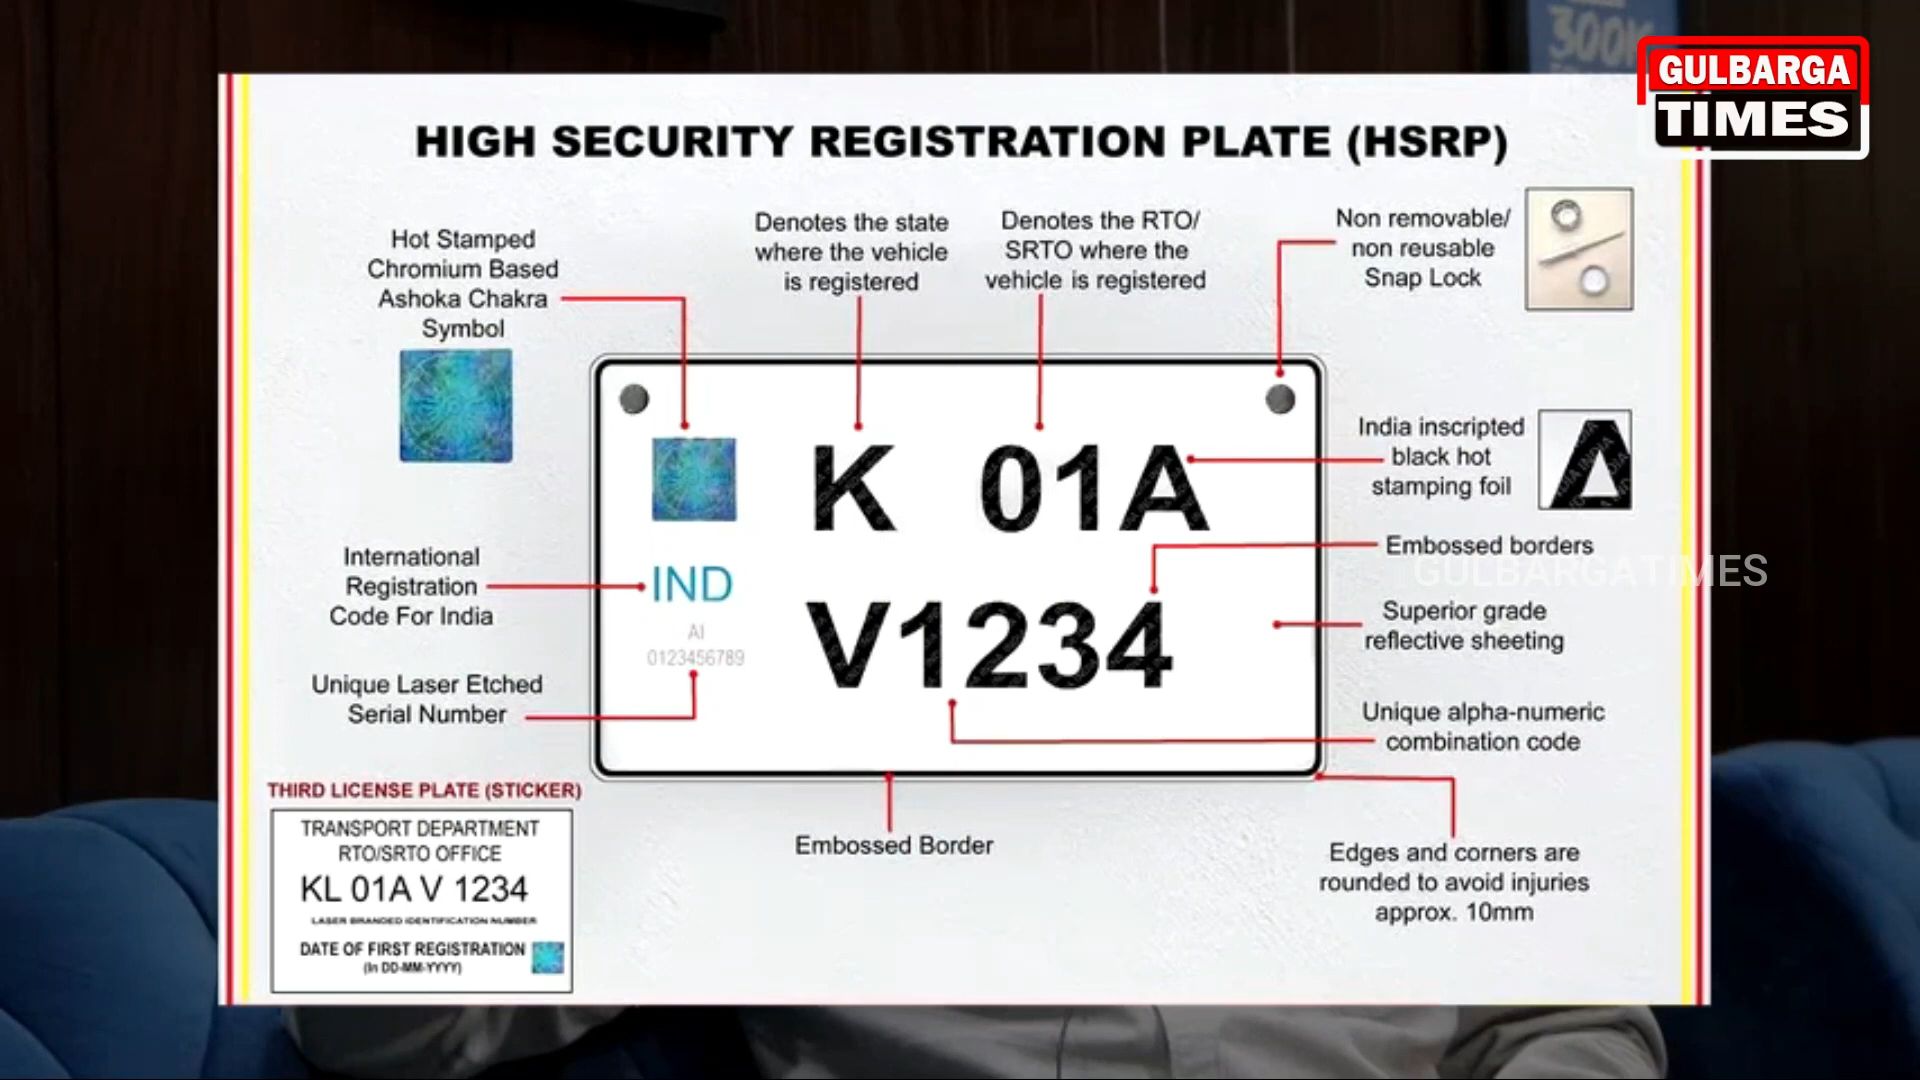 300K
GULBARGA
TIMES
HIGH SECURITY REGISTRATION PLATE (HSRP)
Hot Stamped
Chromium Based
Ashoka Chakra
Symbol
Denotes the state
where the vehicle
is registered
Denotes the RTO/
SRTO where the
vehicle is registered
Non removable/
non reusable
Snap Lock
K 01A
India inscripted
black hot
stamping foil
A
Embossed borders
GULBARGATIMES
International
Registration
Code For India
IND
AI
0123456789
V1234
Superior grade
reflective sheeting
Unique Laser Etched
Serial Number
Unique alpha-numeric
combination code
THIRD LICENSE PLATE (STICKER)
TRANSPORT DEPARTMENT
RTO/SRTO OFFICE
KL 01A V 1234
LASER BRANDED IDENTIFICATION NUMBER
DATE OF FIRST REGISTRATION
(In DD-MM-YYYY)
Embossed Border
Edges and corners are
rounded to avoid injuries
approx. 10mm